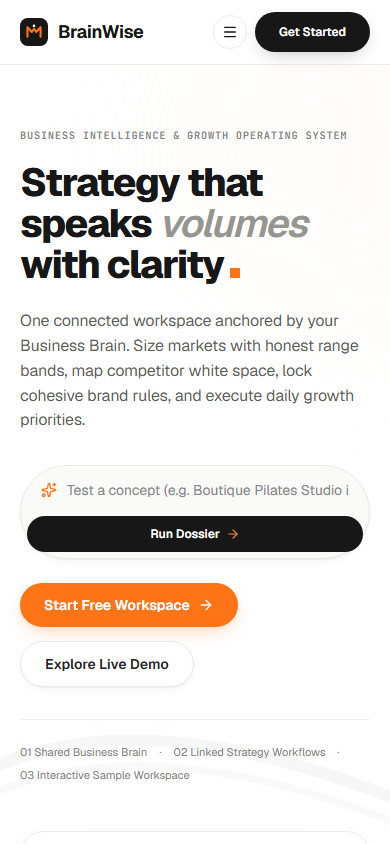 BrainWise
Get Started
BUSINESS INTELLIGENCE & GROWTH OPERATING SYSTEM
Strategy that
speaks volumes
with clarity
One connected workspace anchored by your
Business Brain. Size markets with honest range
bands, map competitor white space, lock
cohesive brand rules, and execute daily growth
priorities.
Test a concept (e.g. Boutique Pilates Studio i
Run Dossier →
Start Free Workspace →
Explore Live Demo
01 Shared Business Brain · 02 Linked Strategy Workflows ·
03 Interactive Sample Workspace